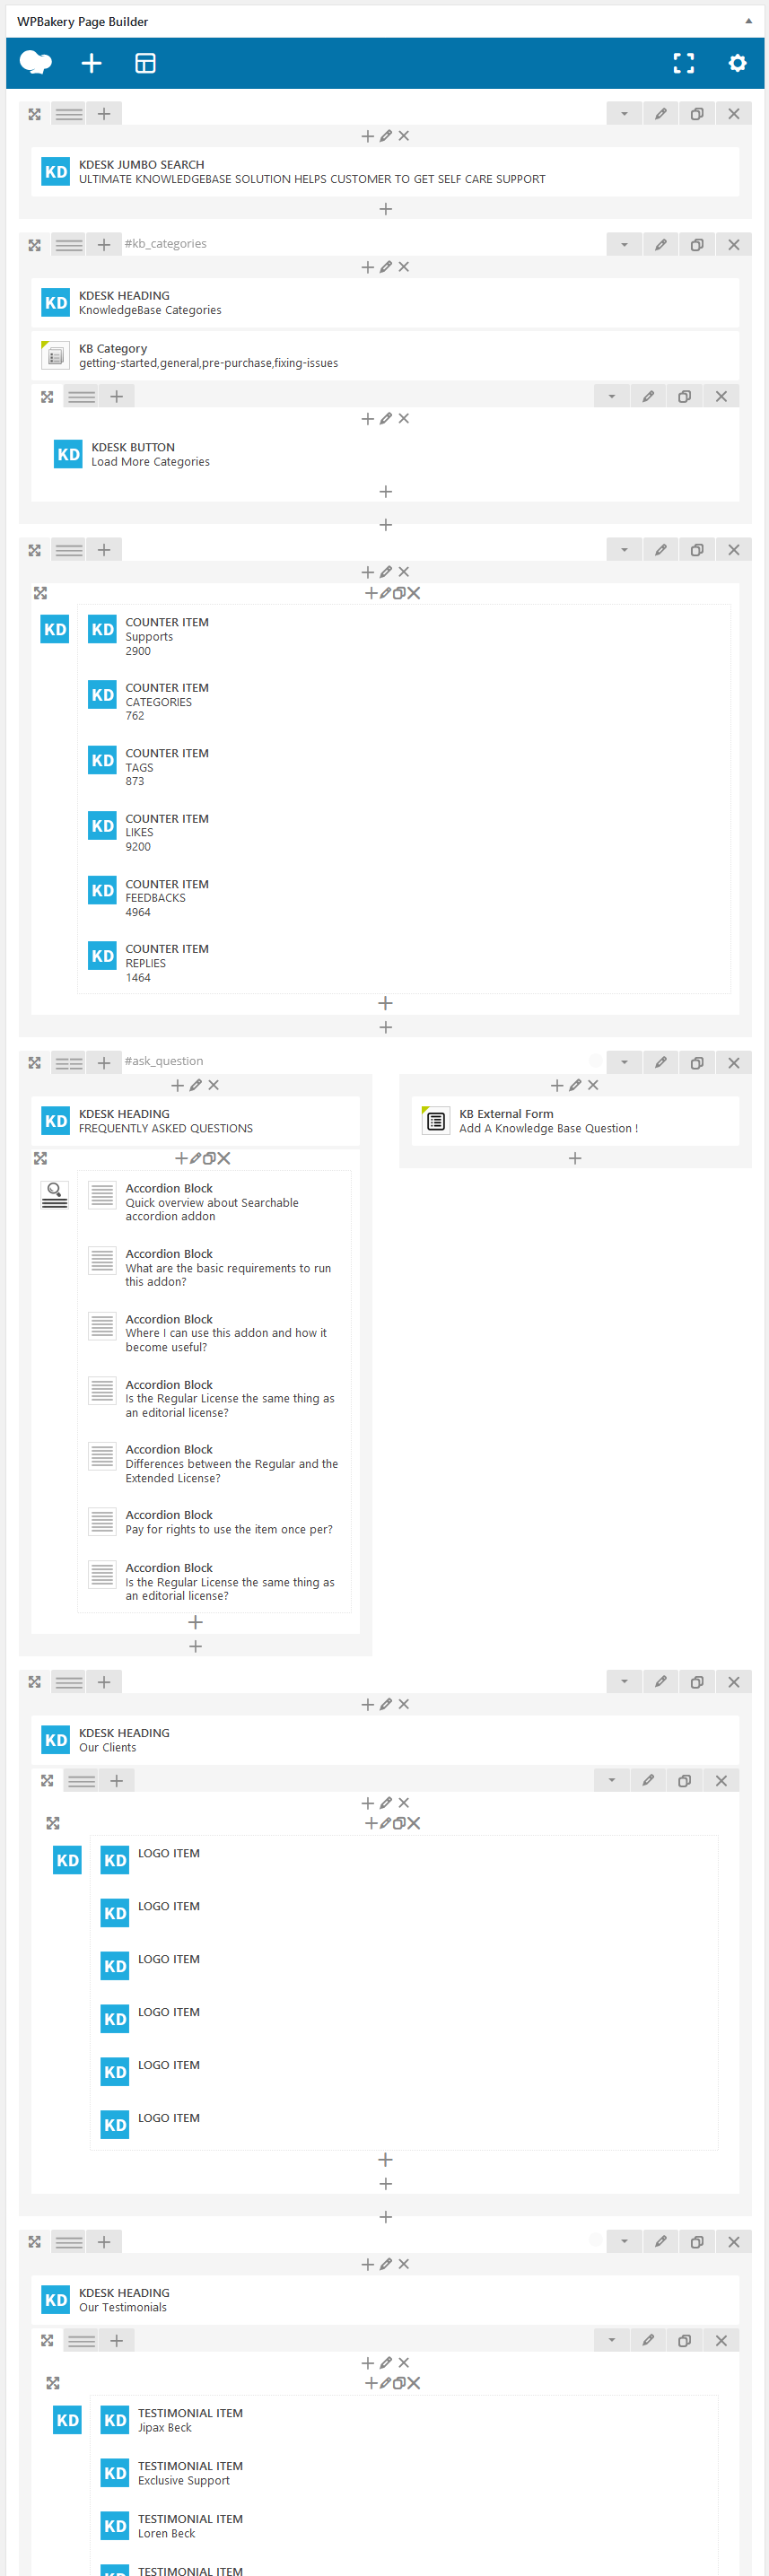 WPBakery Page Builder
KD
KDESK JUMBO SEARCH
ULTIMATE KNOWLEDGEBASE SOLUTION HELPS CUSTOMER TO GET SELF CARE SUPPORT
#kb_categories
KD
KDESK HEADING
KnowledgeBase Categories
KB Category
getting-started,general,pre-purchase,fixing-issues
KD
KDESK BUTTON
Load More Categories
KD
KD
COUNTER ITEM
Supports
2900
KD
COUNTER ITEM
CATEGORIES
762
KD
COUNTER ITEM
TAGS
873
KD
COUNTER ITEM
LIKES
9200
KD
COUNTER ITEM
FEEDBACKS
4964
KD
COUNTER ITEM
REPLIES
1464
#ask_question
KD
KDESK HEADING
FREQUENTLY ASKED QUESTIONS
Accordion Block
Quick overview about Searchable
accordion addon
Accordion Block
What are the basic requirements to run
this addon?
Accordion Block
Where I can use this addon and how it
become useful?
Accordion Block
Is the Regular License the same thing as
an editorial license?
Accordion Block
Differences between the Regular and the
Extended License?
Accordion Block
Pay for rights to use the item once per?
Accordion Block
Is the Regular License the same thing as
an editorial license?
KB External Form
Add A Knowledge Base Question !
KD
KDESK HEADING
Our Clients
KD
KD
LOGO ITEM
KD
LOGO ITEM
KD
LOGO ITEM
KD
LOGO ITEM
KD
LOGO ITEM
KD
LOGO ITEM
KD
KDESK HEADING
Our Testimonials
KD
KD
TESTIMONIAL ITEM
Jipax Beck
KD
TESTIMONIAL ITEM
Exclusive Support
KD
TESTIMONIAL ITEM
Loren Beck
TESTIMONIAL ITEM